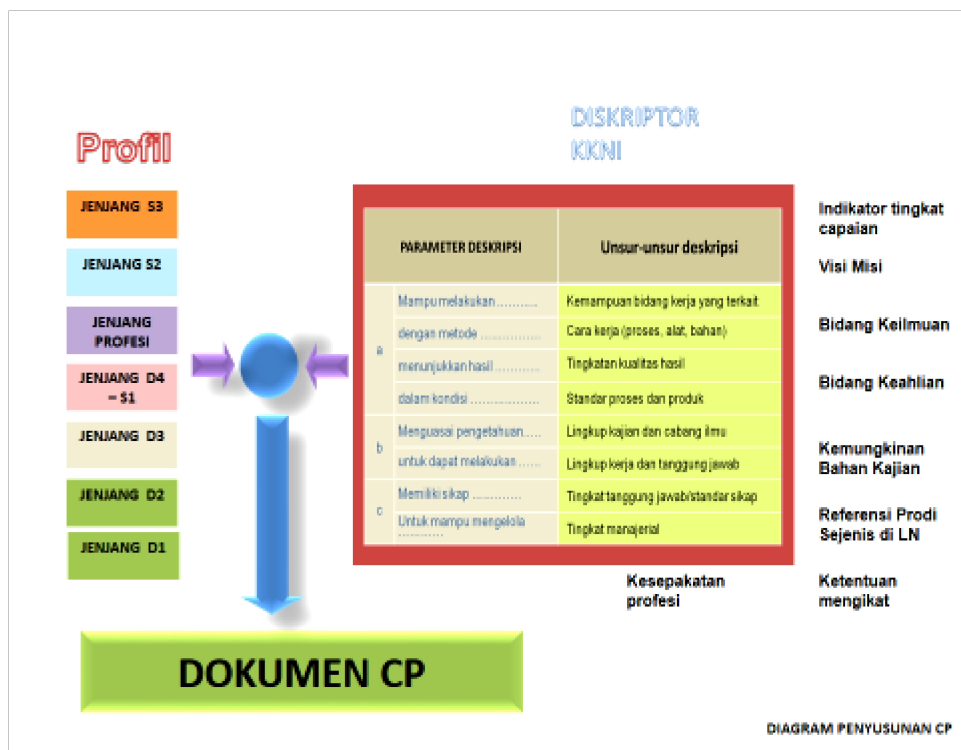 DISKRIPTOR
KKNI
Profil
JENJANG S3
JENJANG S2
JENJANG
PROFESI
JENJANG D4
– S1
JENJANG D3
JENJANG D2
JENJANG D1
PARAMETER DESKRIPSI
Unsur-unsur deskripsi
a
Mampu melakukan ...........
Kemampuan bidang kerja yang terkait
dengan metode ................
Cara kerja (proses, alat, bahan)
menunjukkan hasil ............
Tingkatan kualitas hasil
dalam kondisi ...................
Standar proses dan produk
b
Menguasai pengetahuan.....
Lingkup kajian dan cabang ilmu
untuk dapat melakukan ......
Lingkup kerja dan tanggung jawab
c
Memiliki sikap .............
Tingkat tanggung jawab/standar sikap
Untuk mampu mengelola
............
Tingkat manajerial
Indikator tingkat
capaian
Visi Misi
Bidang Keilmuan
Bidang Keahlian
Kemungkinan
Bahan Kajian
Referensi Prodi
Sejenis di LN
Kesepakatan
profesi
Ketentuan
mengikat
DOKUMEN CP
DIAGRAM PENYUSUNAN CP